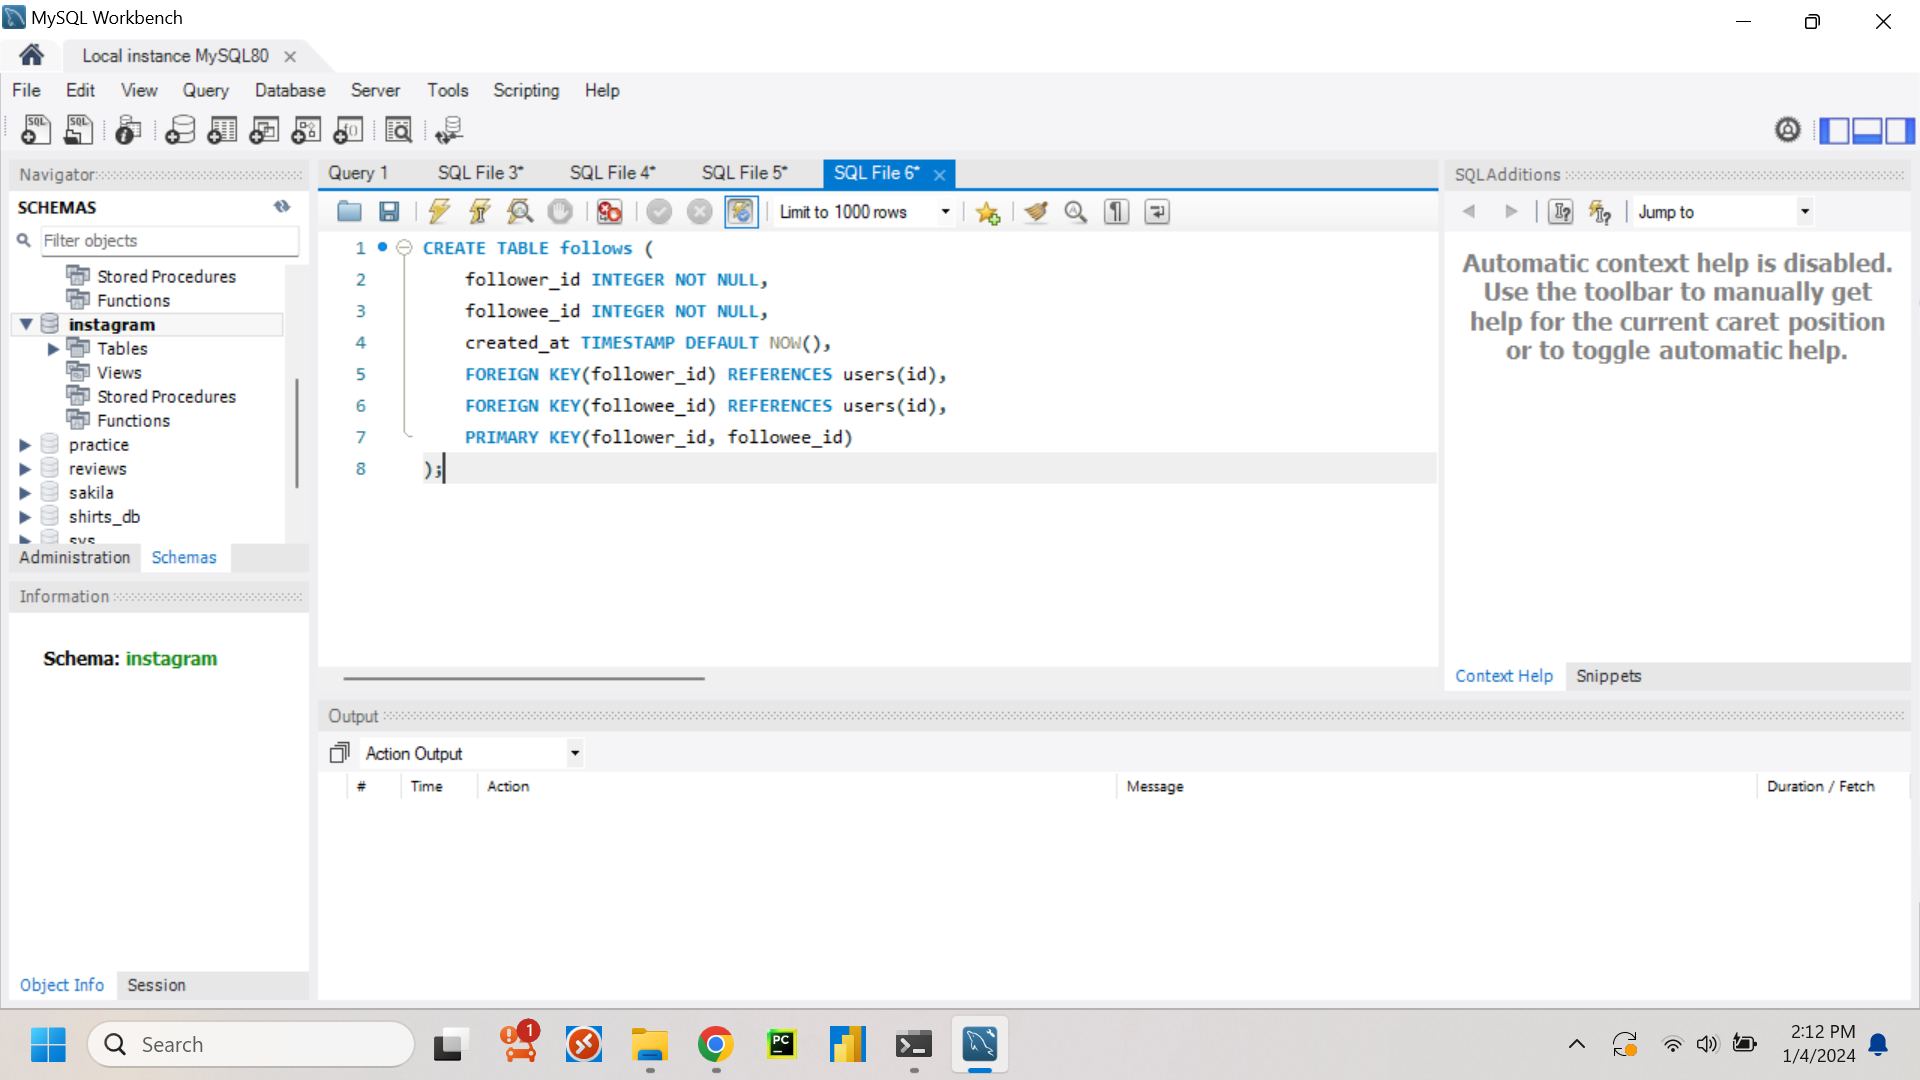 MySQL Workbench
Local instance MySQL80
File Edit View Query Database Server Tools Scripting Help
Navigator
SCHEMAS
Filter objects
Stored Procedures
Functions
instagram
Tables
Views
Stored Procedures
Functions
practice
reviews
sakila
shirts_db
sys
Administration Schemas
Information
Schema: instagram
Object Info Session
Query 1 SQL File 3* SQL File 4* SQL File 5* SQL File 6*
Limit to 1000 rows
1 CREATE TABLE follows (
2 follower_id INTEGER NOT NULL,
3 followee_id INTEGER NOT NULL,
4 created_at TIMESTAMP DEFAULT NOW(),
5 FOREIGN KEY(follower_id) REFERENCES users(id),
6 FOREIGN KEY(followee_id) REFERENCES users(id),
7 PRIMARY KEY(follower_id, followee_id)
8 );
SQLAdditions
Jump to
Automatic context help is disabled.
Use the toolbar to manually get
help for the current caret position
or to toggle automatic help.
Context Help Snippets
Output
Action Output
# Time Action Message Duration / Fetch
Search
1
PC
2:12 PM
1/4/2024